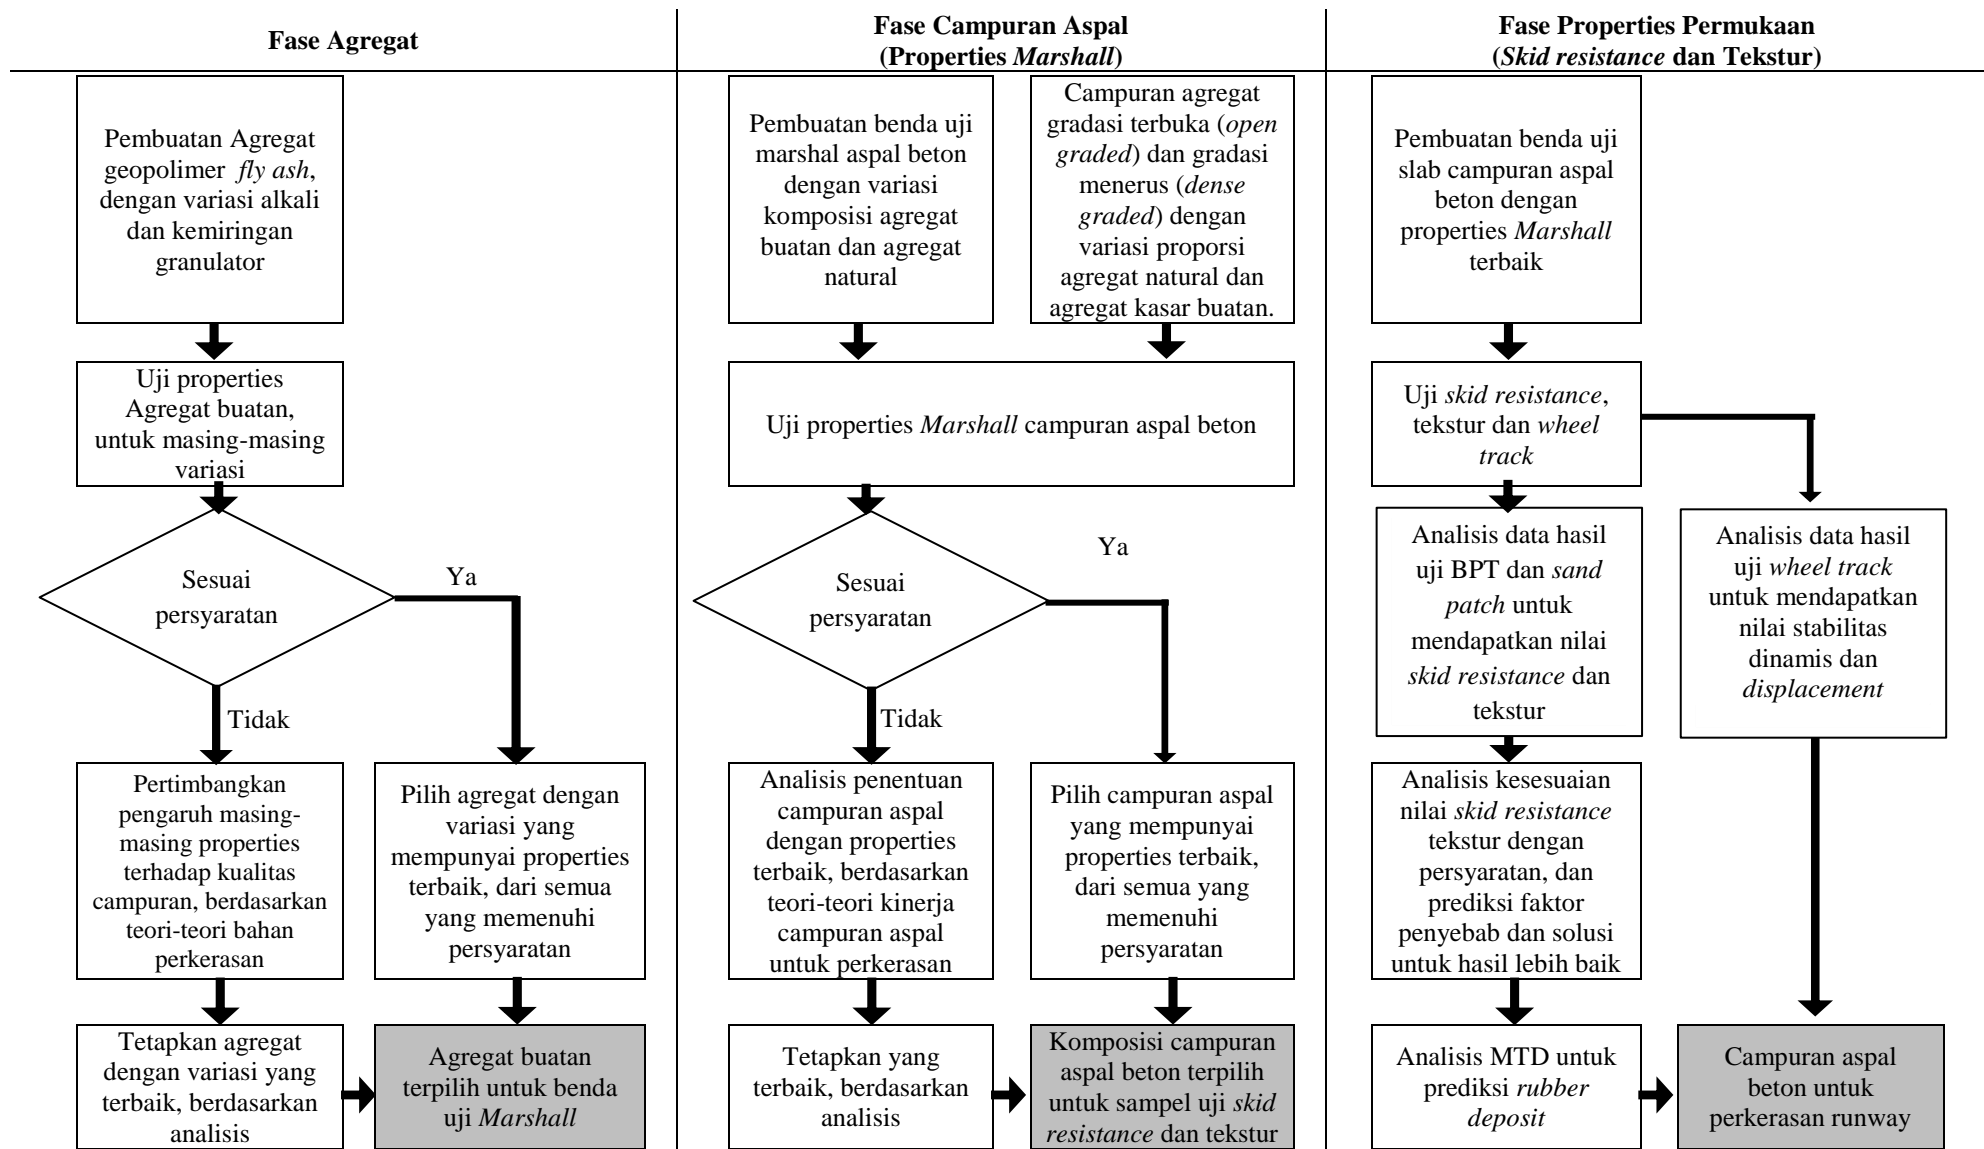 Fase Agregat
Fase Campuran Aspal
(Properties Marshall)
Fase Properties Permukaan
(Skid resistance dan Tekstur)
Pembuatan Agregat
geopolimer fly ash,
dengan variasi alkali
dan kemiringan
granulator
Uji properties
Agregat buatan,
untuk masing-masing
variasi
Sesuai
persyaratan
Ya
Tidak
Pertimbangkan
pengaruh masing-
masing properties
terhadap kualitas
campuran, berdasarkan
teori-teori bahan
perkerasan
Pilih agregat dengan
variasi yang
mempunyai properties
terbaik, dari semua
yang memenuhi
persyaratan
Tetapkan agregat
dengan variasi yang
terbaik, berdasarkan
analisis
Agregat buatan
terpilih untuk benda
uji Marshall
Pembuatan benda uji
marshal aspal beton
dengan variasi
komposisi agregat
buatan dan agregat
natural
Campuran agregat
gradasi terbuka (open
graded) dan gradasi
menerus (dense
graded) dengan
variasi proporsi
agregat natural dan
agregat kasar buatan.
Uji properties Marshall campuran aspal beton
Sesuai
persyaratan
Ya
Tidak
Analisis penentuan
campuran aspal
dengan properties
terbaik, berdasarkan
teori-teori kinerja
campuran aspal
untuk perkerasan
Pilih campuran aspal
yang mempunyai
properties terbaik,
dari semua yang
memenuhi
persyaratan
Tetapkan yang
terbaik, berdasarkan
analisis
Komposisi campuran
aspal beton terpilih
untuk sampel uji skid
resistance dan tekstur
Pembuatan benda uji
slab campuran aspal
beton dengan
properties Marshall
terbaik
Uji skid resistance,
tekstur dan wheel
track
Analisis data hasil
uji BPT dan sand
patch untuk
mendapatkan nilai
skid resistance dan
tekstur
Analisis data hasil
uji wheel track
untuk mendapatkan
nilai stabilitas
dinamis dan
displacement
Analisis kesesuaian
nilai skid resistance
tekstur dengan
persyaratan, dan
prediksi faktor
penyebab dan solusi
untuk hasil lebih baik
Analisis MTD untuk
prediksi rubber
deposit
Campuran aspal
beton untuk
perkerasan runway